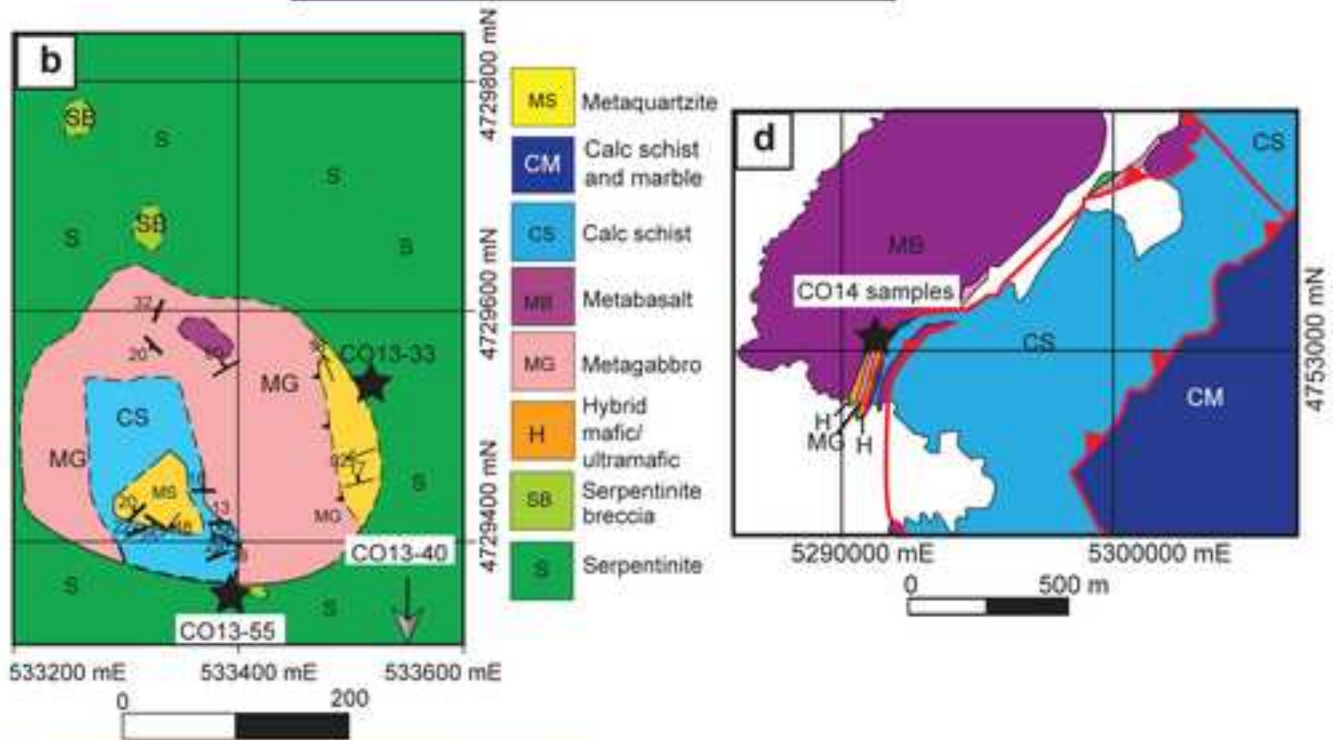 b
SB
S
S
SB
S
S
4729800 mN
32
20
MG
CO13-33
4729600 mN
CS
MG
MS
20
S
13
MG
4729400 mN
CO13-40
S
S
CO13-55
533200 mE
533400 mE
533600 mE
0
200
MS Metaquartzite
CM Calc schist
and marble
CS Calc schist
MB Metabasalt
MG Metagabbro
H Hybrid
mafic/
ultramafic
SB Serpentinite
breccia
S Serpentinite
d
CS
MB
CO14 samples
CS
4753000 mN
CM
H
MG
H
5290000 mE
5300000 mE
0
500 m